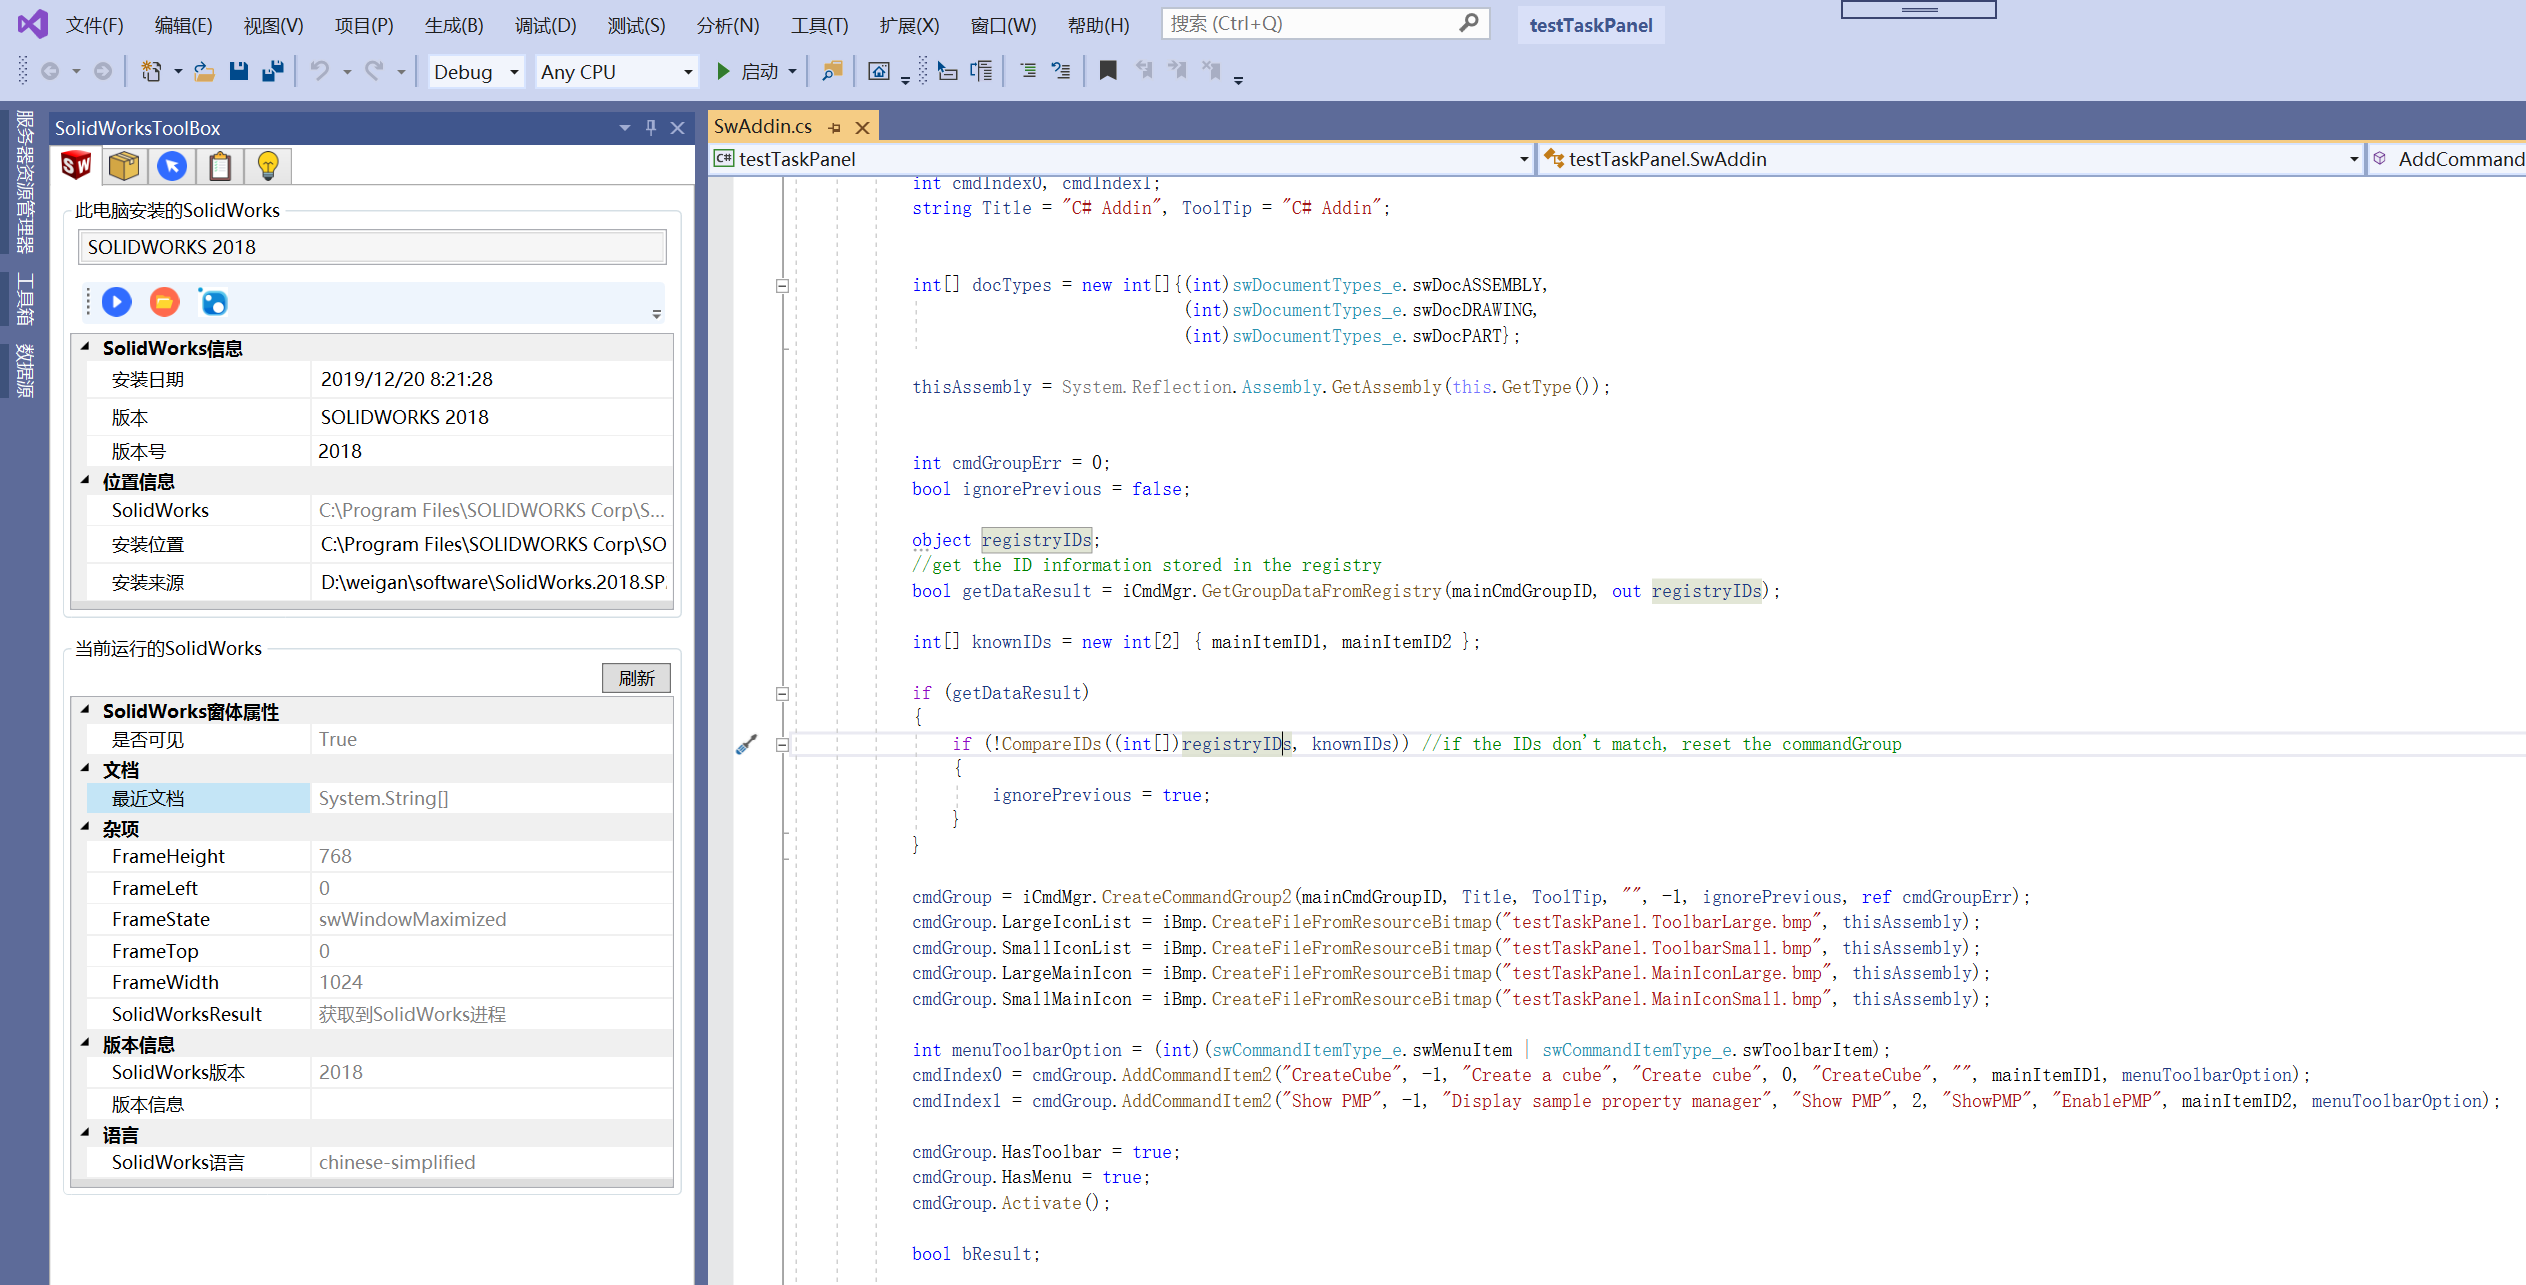 文件(F) 编辑(E) 视图(V) 项目(P) 生成(B) 调试(D) 测试(S) 分析(N) 工具(T) 扩展(X) 窗口(W) 帮助(H) 搜索 (Ctrl+Q) testTaskPanel
Debug Any CPU 启动
服务器资源管理器
工具箱
数据源
SolidWorksToolBox
此电脑安装的SolidWorks
SOLIDWORKS 2018
SolidWorks信息
安装日期 2019/12/20 8:21:28
版本 SOLIDWORKS 2018
版本号 2018
位置信息
SolidWorks C:\Program Files\SOLIDWORKS Corp\S...
安装位置 C:\Program Files\SOLIDWORKS Corp\SO
安装来源 D:\weigan\software\SolidWorks.2018.SP.
当前运行的SolidWorks
刷新
SolidWorks窗体属性
是否可见 True
文档
最近文档 System.String[]
杂项
FrameHeight 768
FrameLeft 0
FrameState swWindowMaximized
FrameTop 0
FrameWidth 1024
SolidWorksResult 获取到SolidWorks进程
版本信息
SolidWorks版本 2018
版本信息
语言
SolidWorks语言 chinese-simplified
SwAddin.cs
C# testTaskPanel testTaskPanel.SwAddin AddCommand
int cmdIndex0, cmdIndex1;
string Title = "C# Addin", ToolTip = "C# Addin";
int[] docTypes = new int[]{(int)swDocumentTypes_e.swDocASSEMBLY,
(int)swDocumentTypes_e.swDocDRAWING,
(int)swDocumentTypes_e.swDocPART};
thisAssembly = System.Reflection.Assembly.GetAssembly(this.GetType());
int cmdGroupErr = 0;
bool ignorePrevious = false;
object registryIDs;
//get the ID information stored in the registry
bool getDataResult = iCmdMgr.GetGroupDataFromRegistry(mainCmdGroupID, out registryIDs);
int[] knownIDs = new int[2] { mainItemID1, mainItemID2 };
if (getDataResult)
{
if (!CompareIDs((int[])registryIDs, knownIDs)) //if the IDs don't match, reset the commandGroup
{
ignorePrevious = true;
}
}
cmdGroup = iCmdMgr.CreateCommandGroup2(mainCmdGroupID, Title, ToolTip, "", -1, ignorePrevious, ref cmdGroupErr);
cmdGroup.LargeIconList = iBmp.CreateFileFromResourceBitmap("testTaskPanel.ToolbarLarge.bmp", thisAssembly);
cmdGroup.SmallIconList = iBmp.CreateFileFromResourceBitmap("testTaskPanel.ToolbarSmall.bmp", thisAssembly);
cmdGroup.LargeMainIcon = iBmp.CreateFileFromResourceBitmap("testTaskPanel.MainIconLarge.bmp", thisAssembly);
cmdGroup.SmallMainIcon = iBmp.CreateFileFromResourceBitmap("testTaskPanel.MainIconSmall.bmp", thisAssembly);
int menuToolbarOption = (int)(swCommandItemType_e.swMenuItem | swCommandItemType_e.swToolbarItem);
cmdIndex0 = cmdGroup.AddCommandItem2("CreateCube", -1, "Create a cube", "Create cube", 0, "CreateCube", "", mainItemID1, menuToolbarOption);
cmdIndex1 = cmdGroup.AddCommandItem2("Show PMP", -1, "Display sample property manager", "Show PMP", 2, "ShowPMP", "EnablePMP", mainItemID2, menuToolbarOption);
cmdGroup.HasToolbar = true;
cmdGroup.HasMenu = true;
cmdGroup.Activate();
bool bResult;